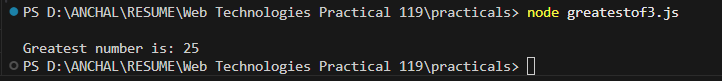 PS D:\ANCHAL\RESUME\Web Technologies Practical 119\practicals> node greatestof3.js
Greatest number is: 25
PS D:\ANCHAL\RESUME\Web Technologies Practical 119\practicals>